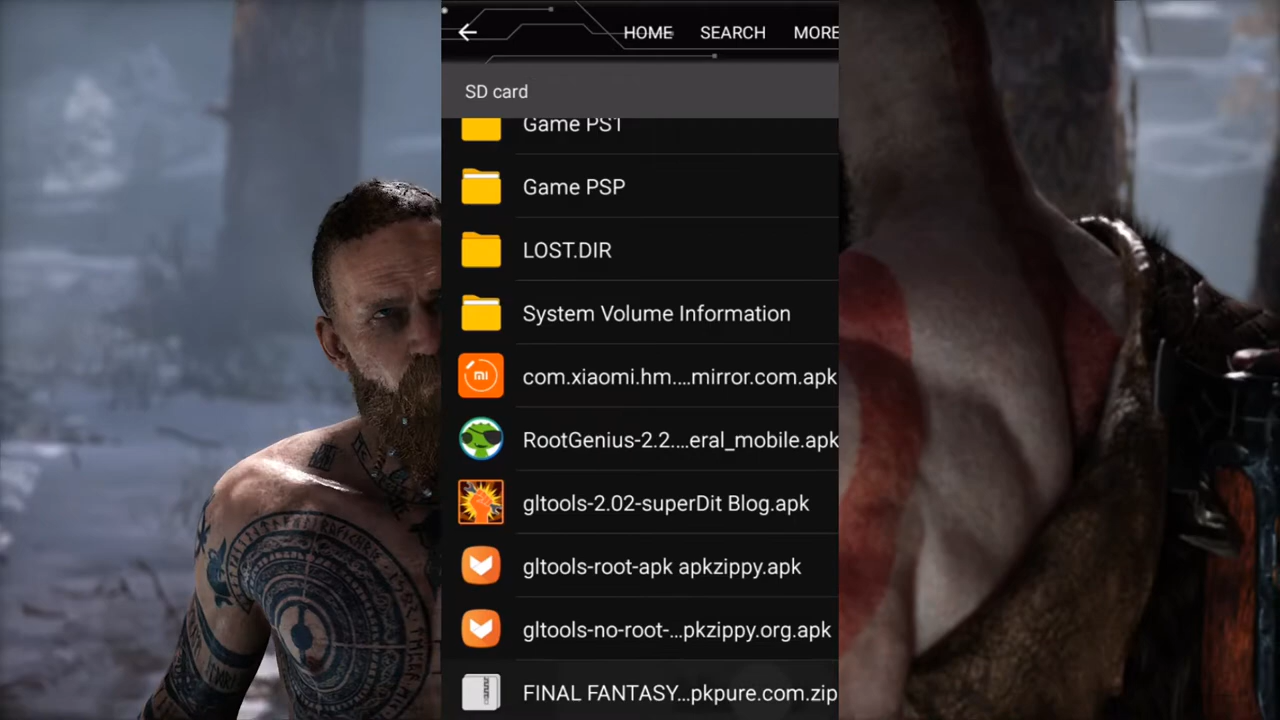 HOME SEARCH MORE
SD card
Game PS1
Game PSP
LOST.DIR
System Volume Information
com.xiaomi.hm....mirror.com.apk
RootGenius-2.2....eral_mobile.apk
gltools-2.02-superDit Blog.apk
gltools-root-apk apkzippy.apk
gltools-no-root-...pkzippy.org.apk
FINAL FANTASY...pkpure.com.zip